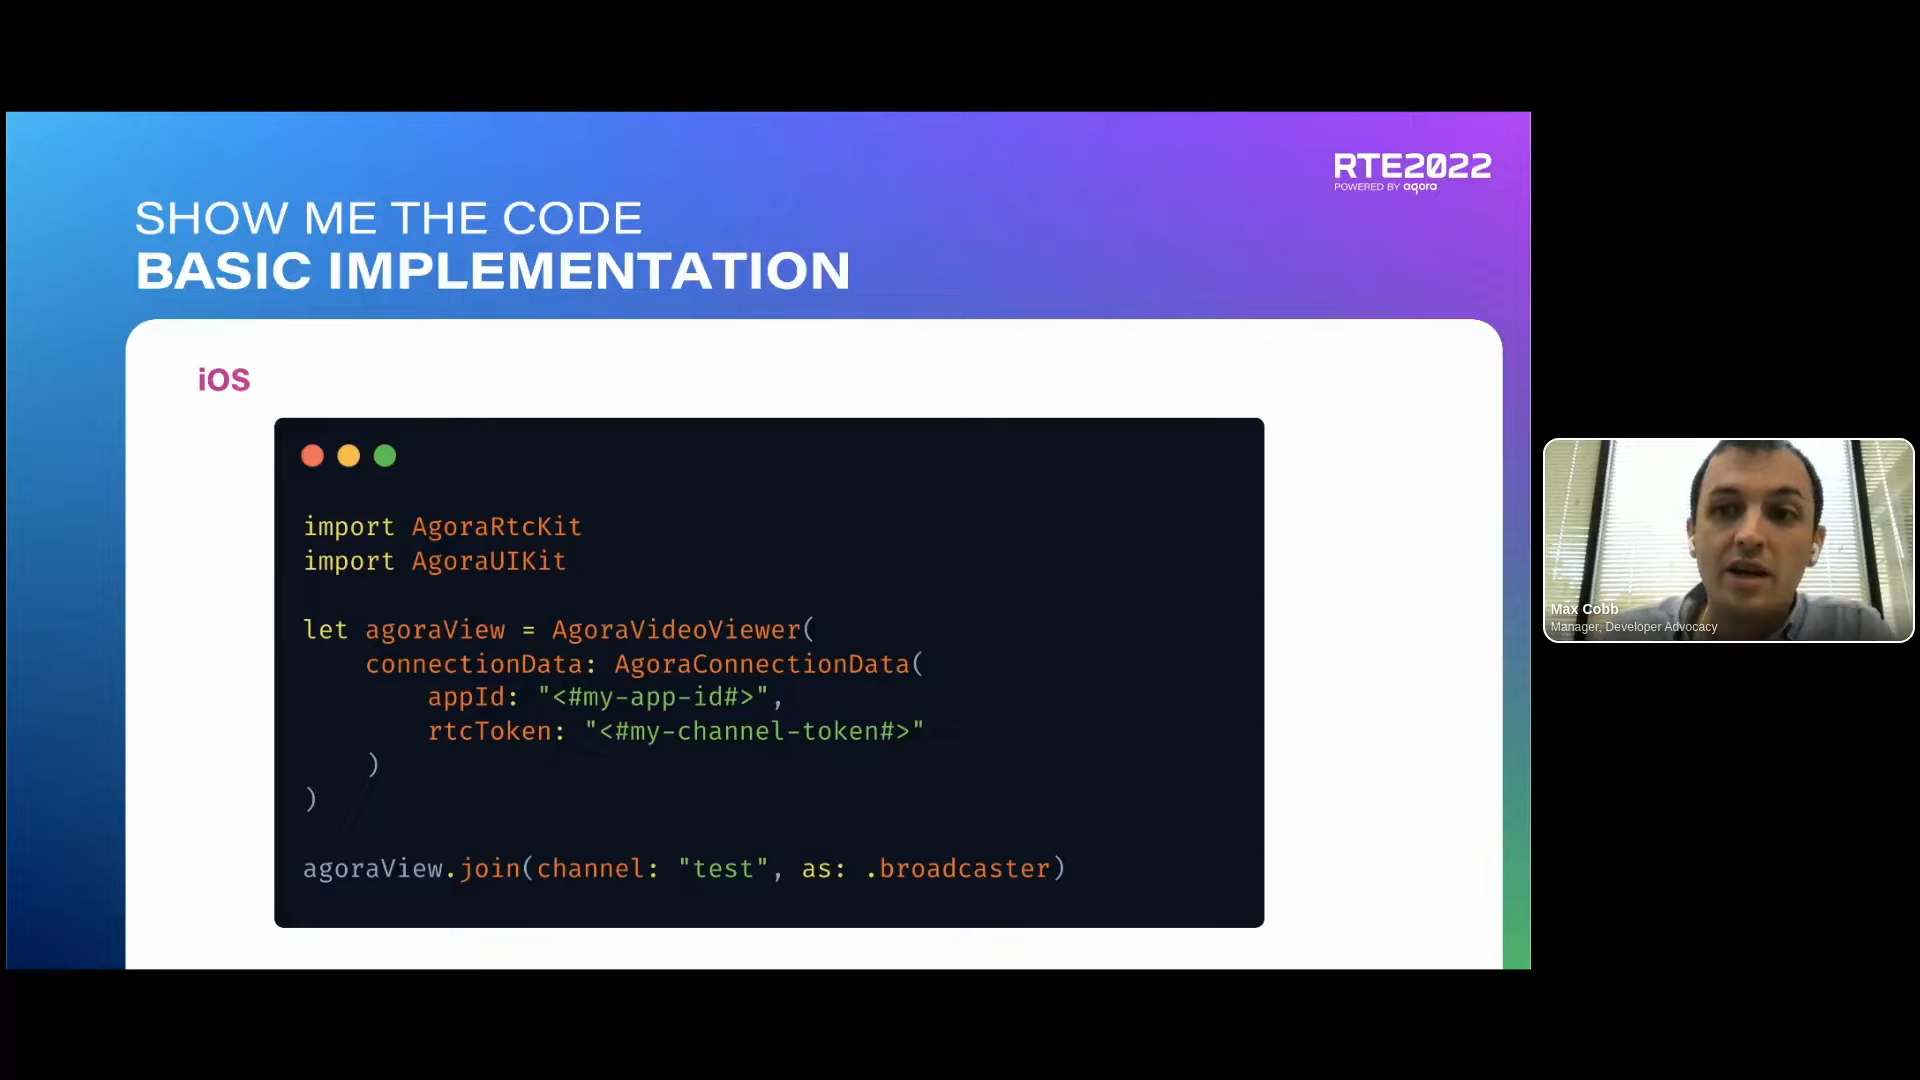 RTE2022
POWERED BY agora
SHOW ME THE CODE
BASIC IMPLEMENTATION
iOS
import AgoraRtcKit
import AgoraUIKit
let agoraView = AgoraVideoViewer(
connectionData: AgoraConnectionData(
appId: "<#my-app-id#>",
rtcToken: "<#my-channel-token#>"
)
)
agoraView.join(channel: "test", as: .broadcaster)
Max Cobb
Manager, Developer Advocacy